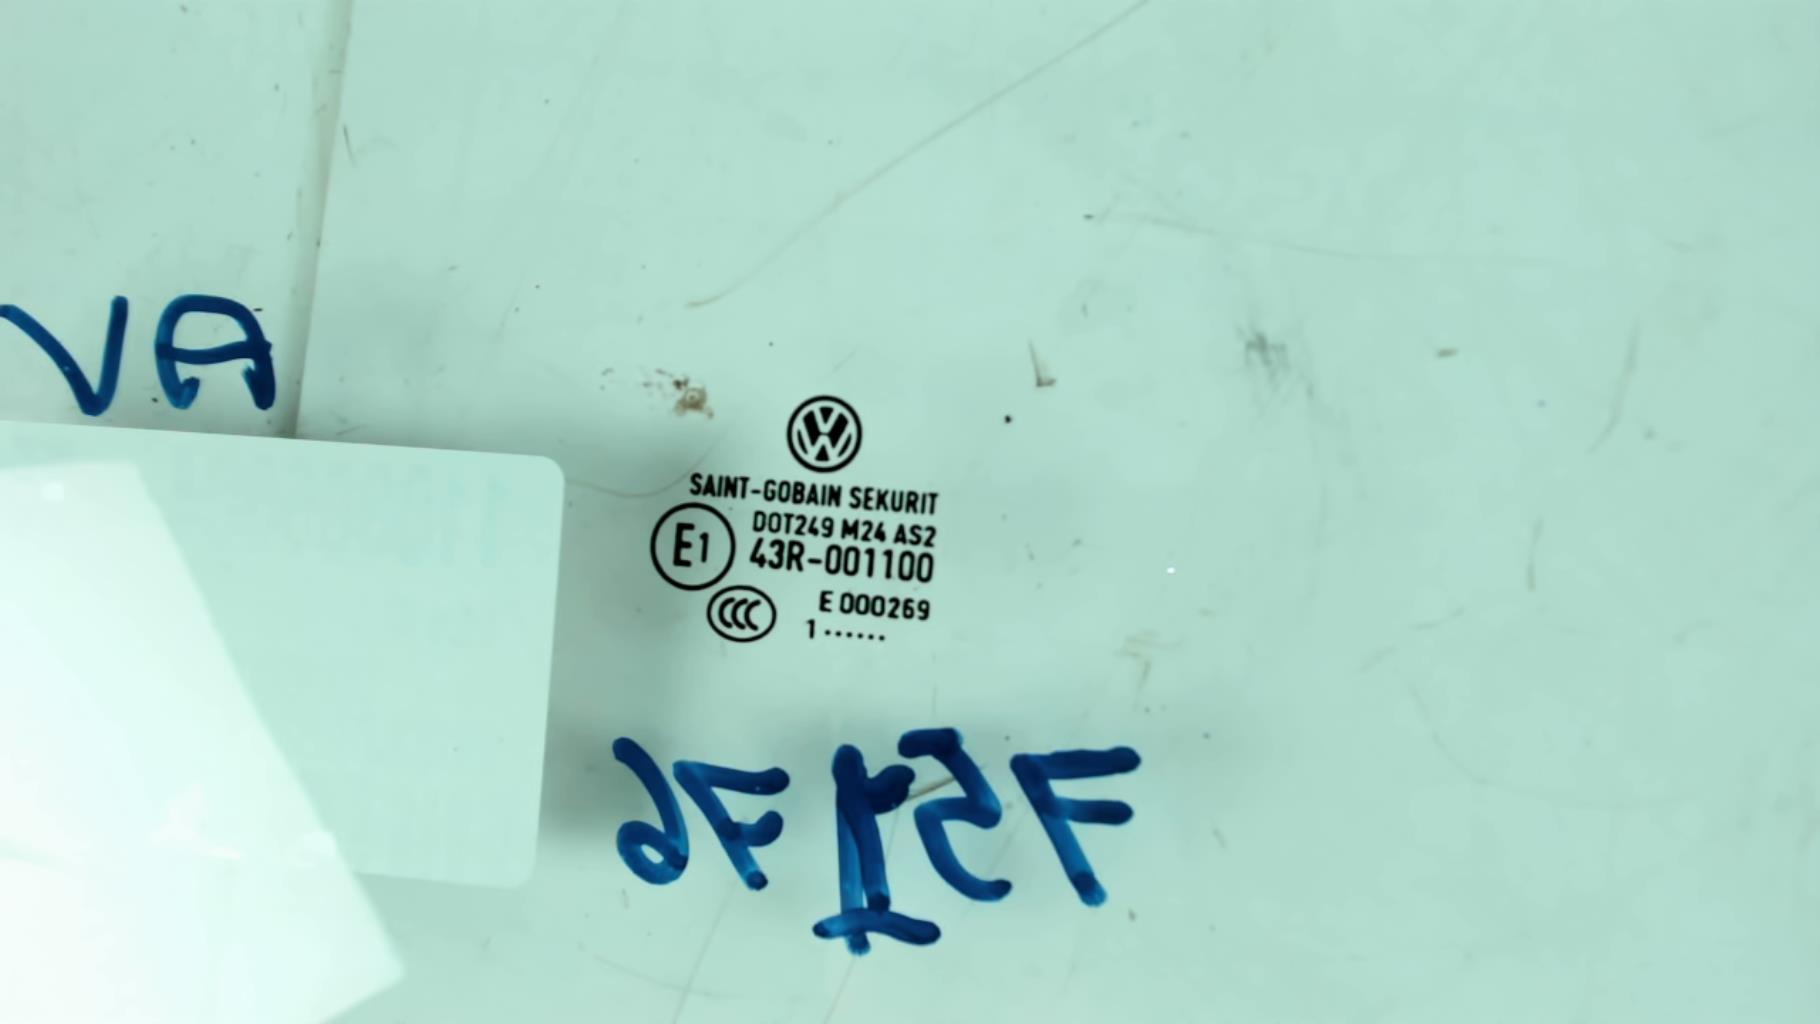 VA
SAINT-GOBAIN SEKURIT
DOT249 M24 AS2
E1 43R-001100
CCC E 000269
1 ······